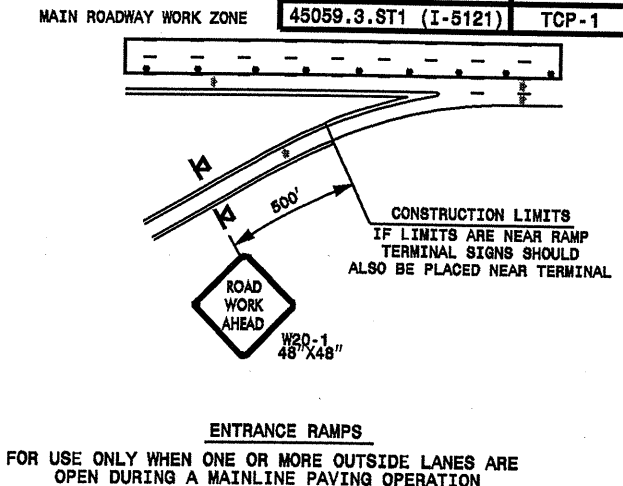 MAIN ROADWAY WORK ZONE
45059.3.ST1 (I-5121)
TCP-1
500'
CONSTRUCTION LIMITS
IF LIMITS ARE NEAR RAMP
TERMINAL SIGNS SHOULD
ALSO BE PLACED NEAR TERMINAL
ROAD
WORK
AHEAD
W20-1
48"X48"
ENTRANCE RAMPS
FOR USE ONLY WHEN ONE OR MORE OUTSIDE LANES ARE
OPEN DURING A MAINLINE PAVING OPERATION